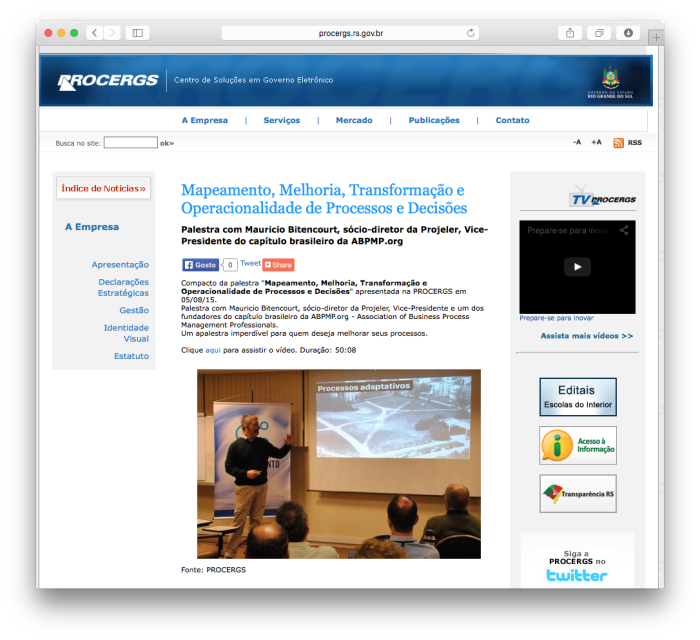 procergs.rs.gov.br
PROCERGS
Centro de Soluções em Governo Eletrônico
GOVERNO DO ESTADO
RIO GRANDE DO SUL
A Empresa | Serviços | Mercado | Publicações | Contato
Busca no site: ok»
-A +A RSS
Índice de Notícias »
A Empresa
Apresentação
Declarações
Estratégicas
Gestão
Identidade
Visual
Estatuto
Mapeamento, Melhoria, Transformação e
Operacionalidade de Processos e Decisões
Palestra com Mauricio Bitencourt, sócio-diretor da Projeler, Vice-
Presidente do capítulo brasileiro da ABPMP.org
Gosto 0 Tweet Share
Compacto da palestra "Mapeamento, Melhoria, Transformação e
Operacionalidade de Processos e Decisões" apresentada na PROCERGS em
05/08/15.
Palestra com Mauricio Bitencourt, sócio-diretor da Projeler, Vice-Presidente e um dos
fundadores do capítulo brasileiro da ABPMP.org - Association of Business Process
Management Professionals.
Um apalestra imperdível para quem deseja melhorar seus processos.
Clique aqui para assistir o vídeo. Duração: 50:08
Processos adaptativos
Fonte: PROCERGS
TV PROCERGS
Prepare-se para inovar
Prepare-se para inovar
Assista mais vídeos >>
Editais
Escolas do Interior
Acesso à
Informação
Transparência RS
Siga a
PROCERGS no
twitter